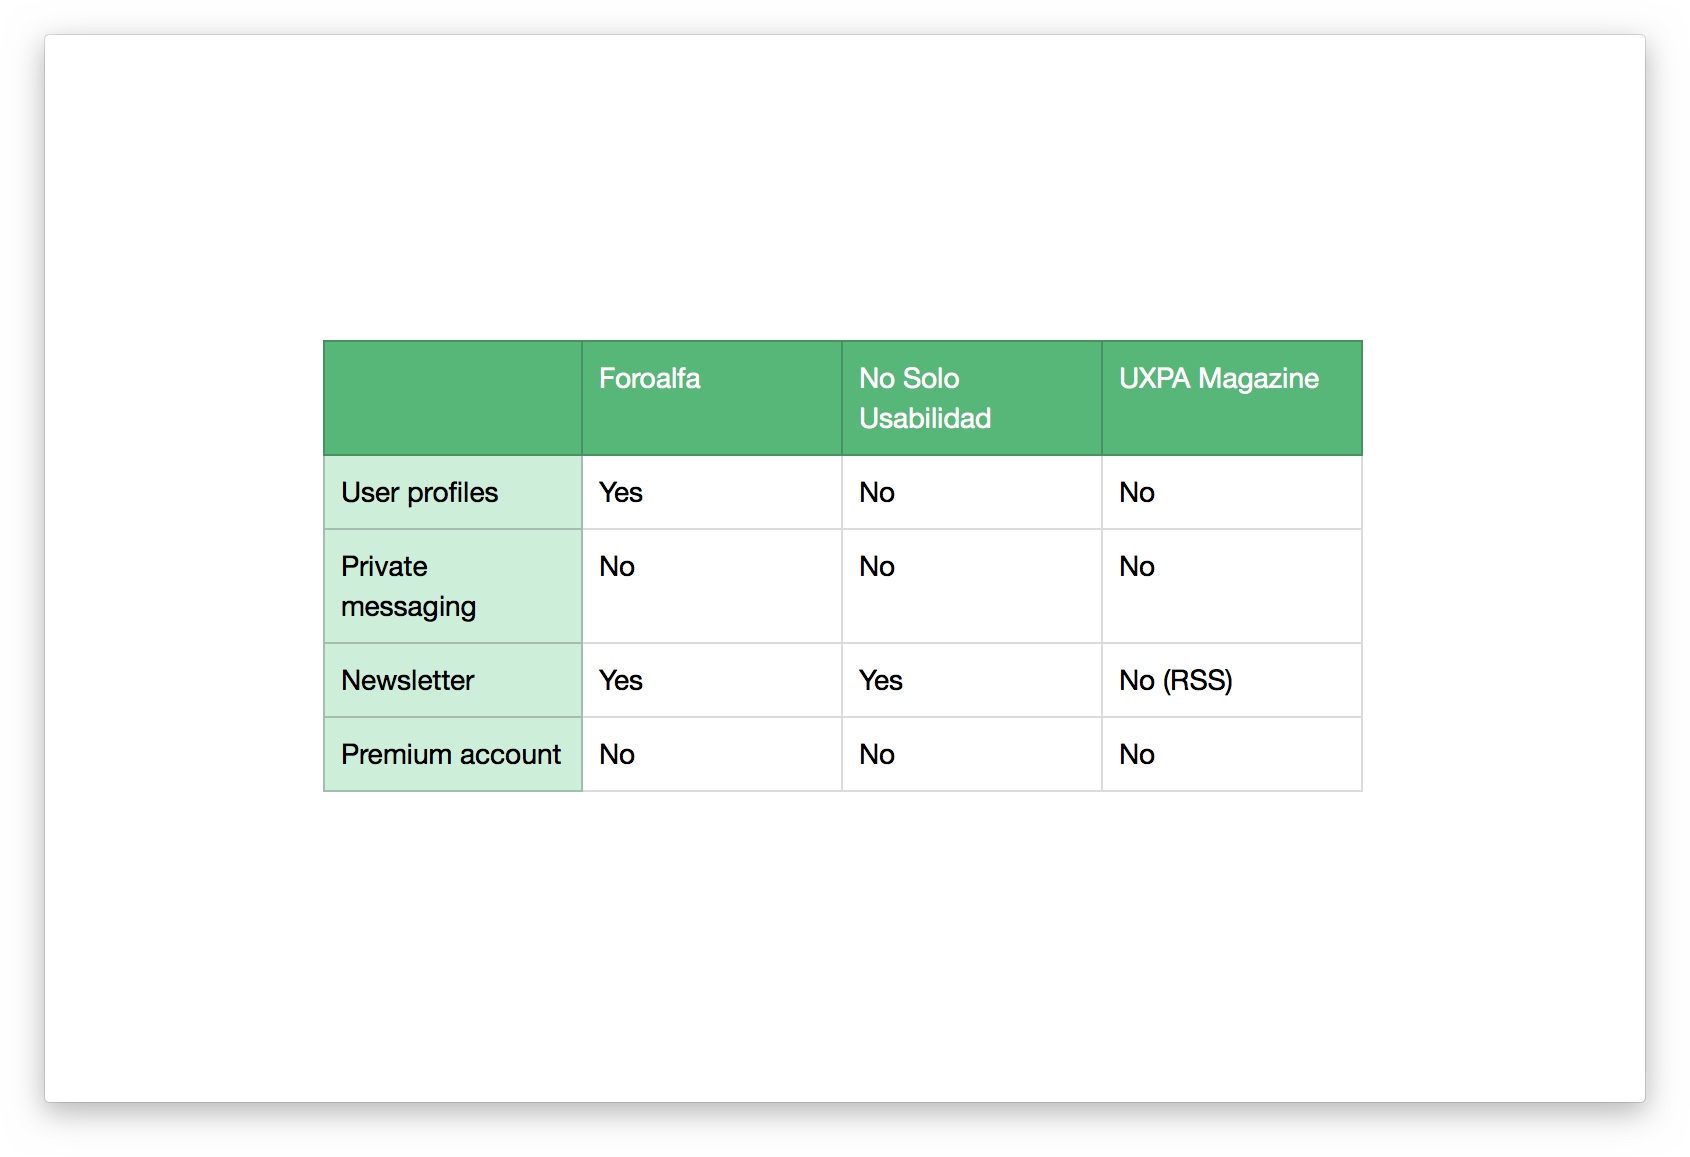 Foroalfa
No Solo
Usabilidad
UXPA Magazine
User profiles
Yes
No
No
Private
messaging
No
No
No
Newsletter
Yes
Yes
No (RSS)
Premium account
No
No
No